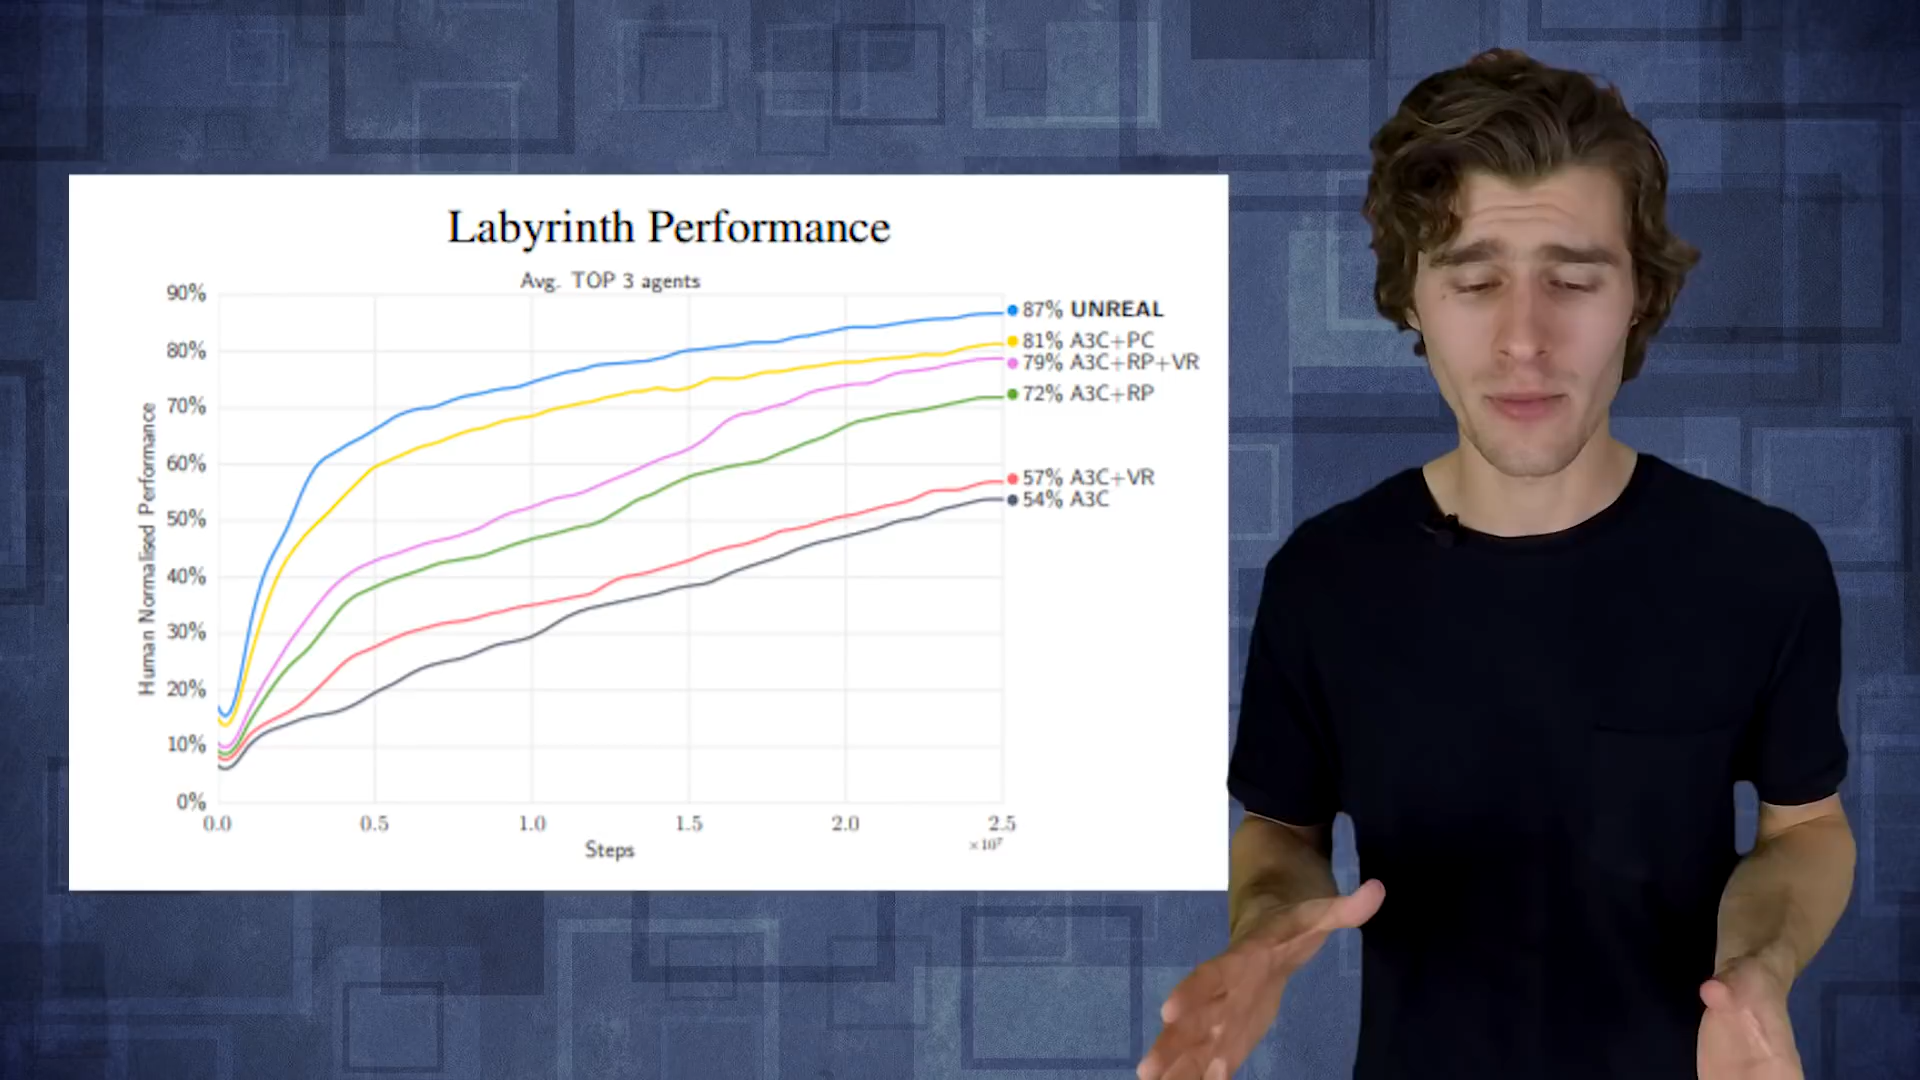 Labyrinth Performance
Avg. TOP 3 agents
Human Normalised Performance
90%
80%
70%
60%
50%
40%
30%
20%
10%
0%
0.0 0.5 1.0 1.5 2.0 2.5
×10⁷
Steps
87% UNREAL
81% A3C+PC
79% A3C+RP+VR
72% A3C+RP
57% A3C+VR
54% A3C